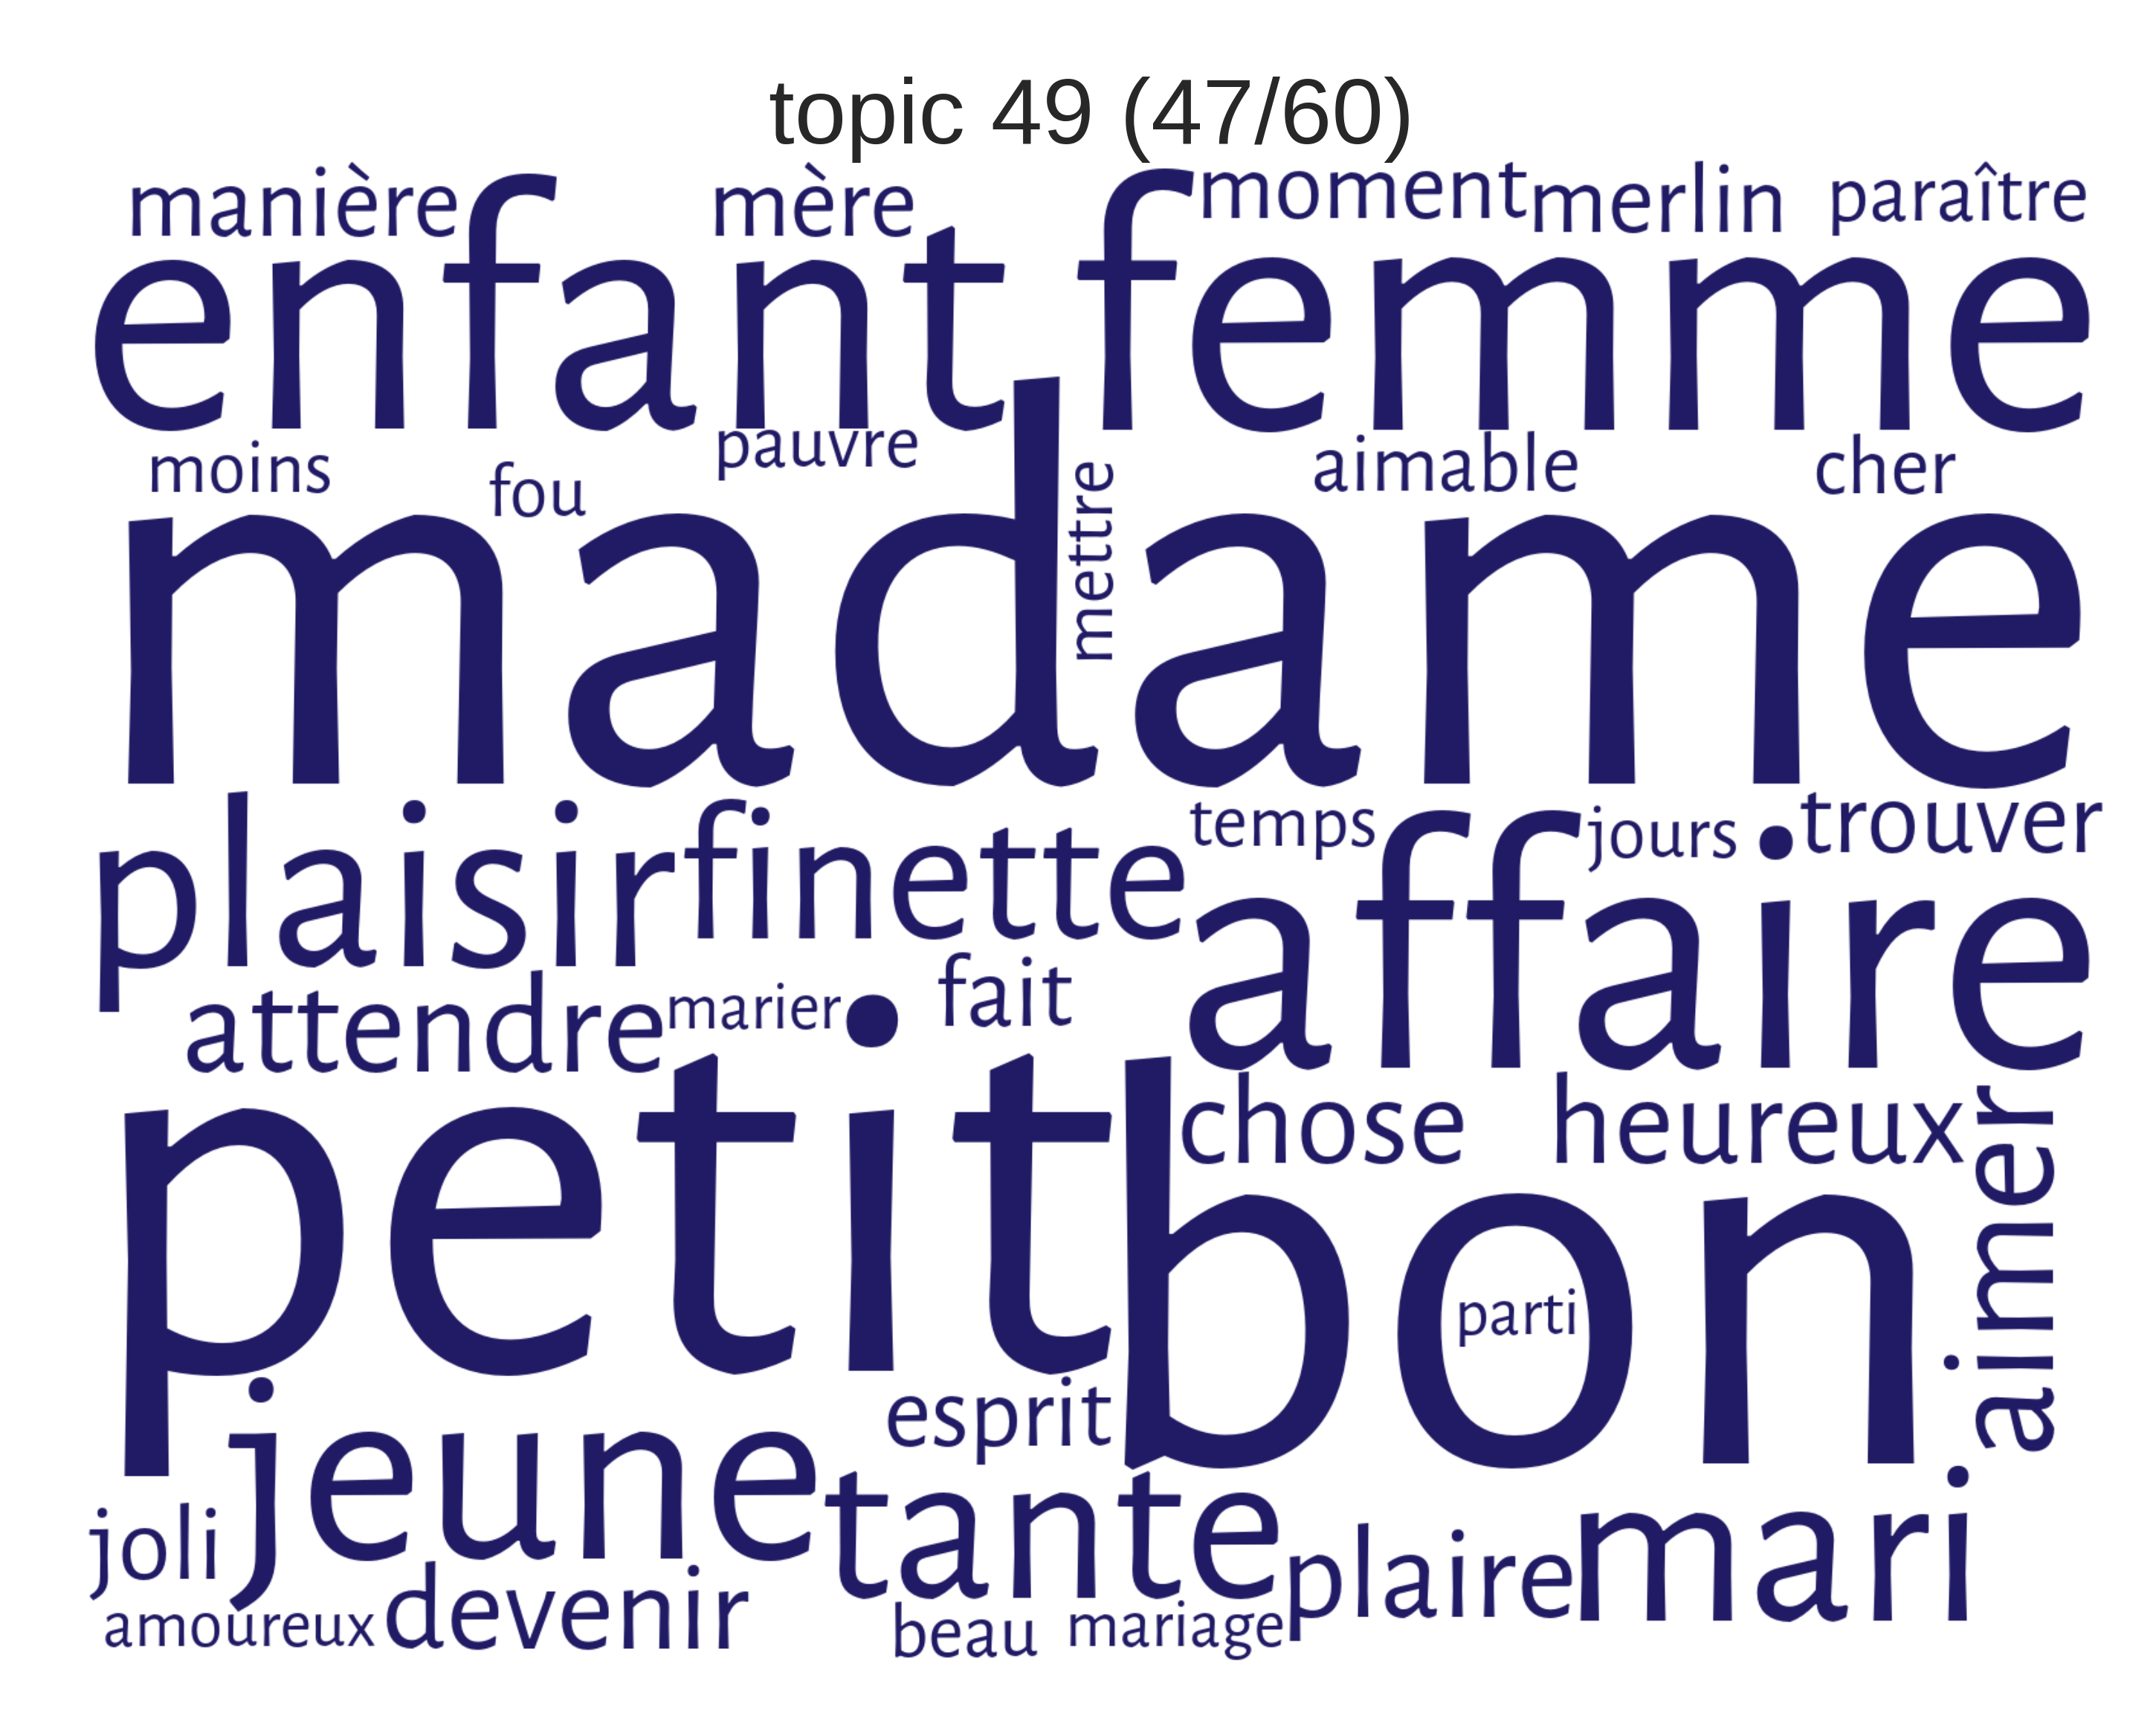 topic 49 (47/60)
manière mère moment merlin paraître
enfant femme
moins fou pauvre aimable cher
mettre
madame
temps jours trouver
plaisir finette affaire
attendre marier fait
chose heureux
petit bon
aimer
parti
esprit
jeune tante plaire mari
joli
amoureux devenir beau mariage